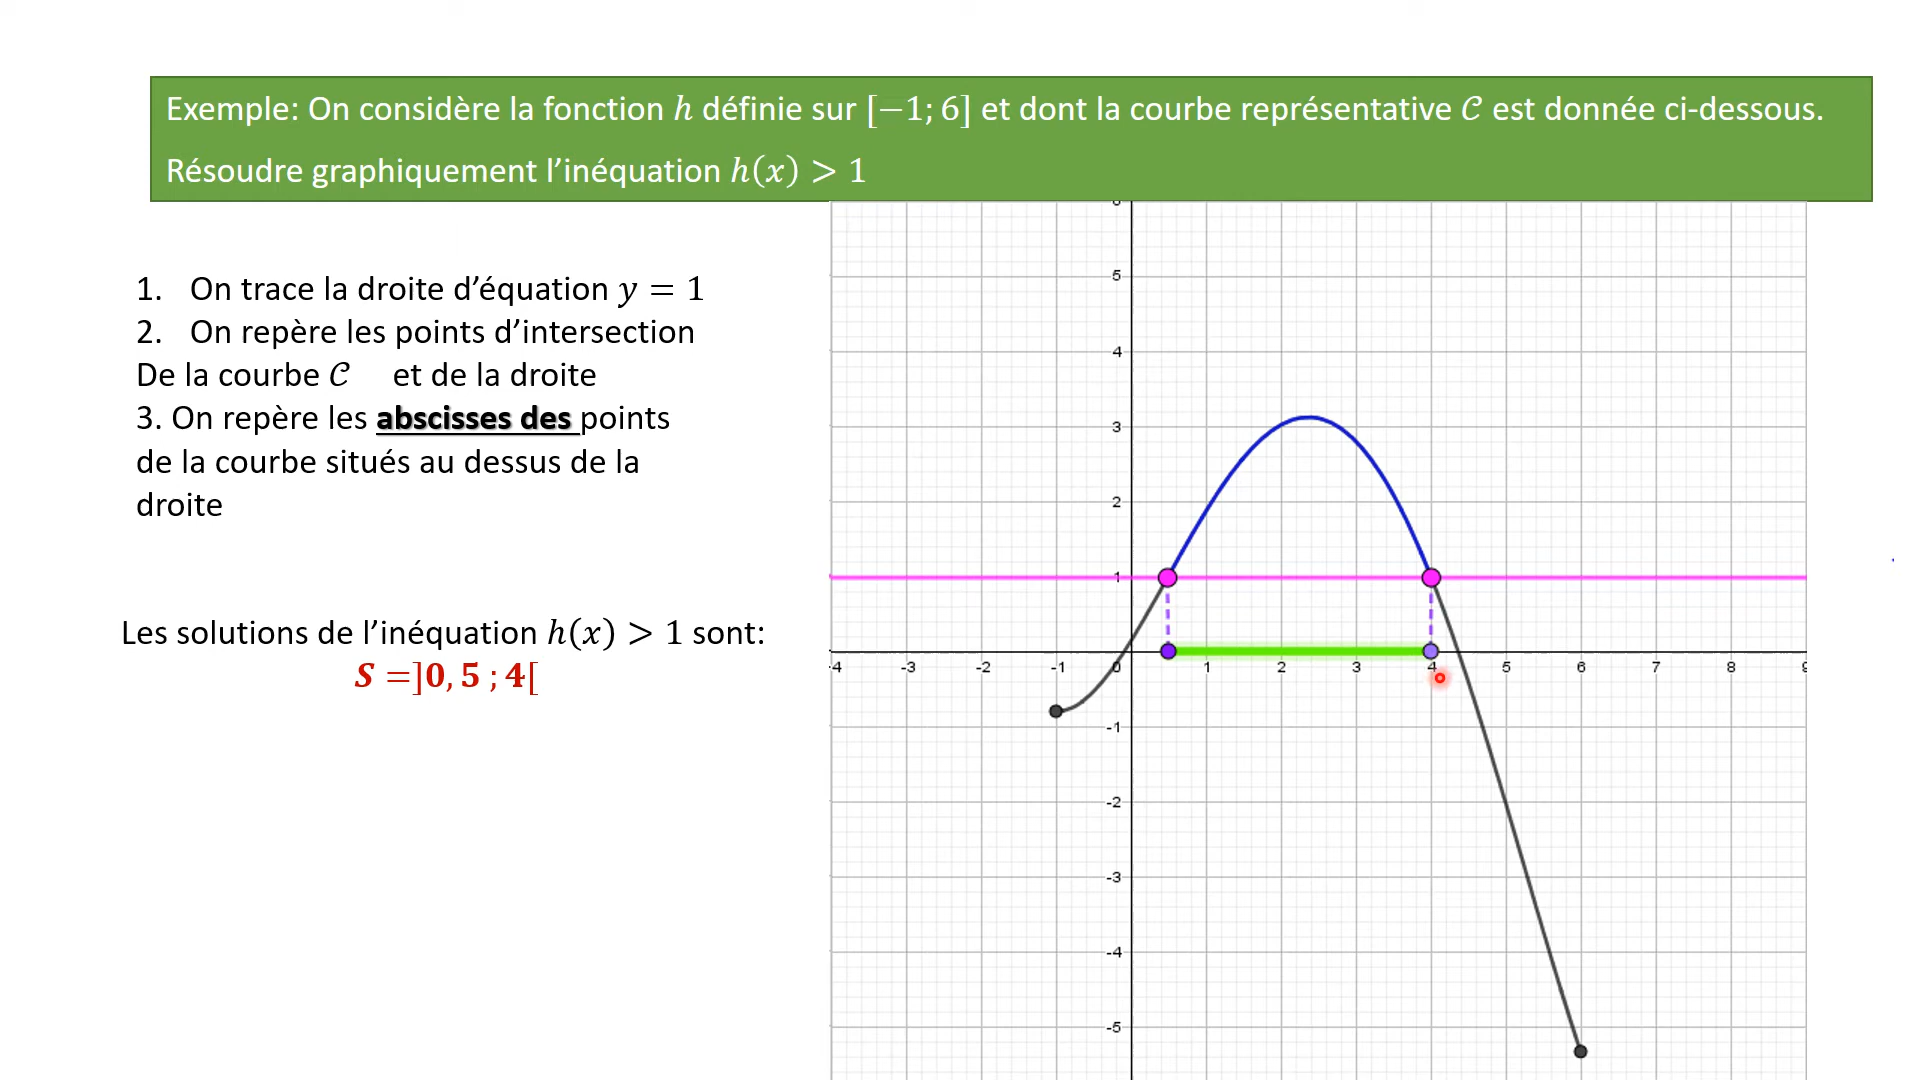 Exemple: On considère la fonction h définie sur [−1; 6] et dont la courbe représentative 𝒞 est donnée ci-dessous.
Résoudre graphiquement l’inéquation h(x) > 1
1. On trace la droite d’équation y = 1
2. On repère les points d’intersection
De la courbe 𝒞 et de la droite
3. On repère les abscisses des points
de la courbe situés au dessus de la
droite
Les solutions de l’inéquation h(x) > 1 sont:
S =]0, 5 ; 4[
5
4
3
2
1
-4 -3 -2 -1 0 1 2 3 4 5 6 7 8
-1
-2
-3
-4
-5